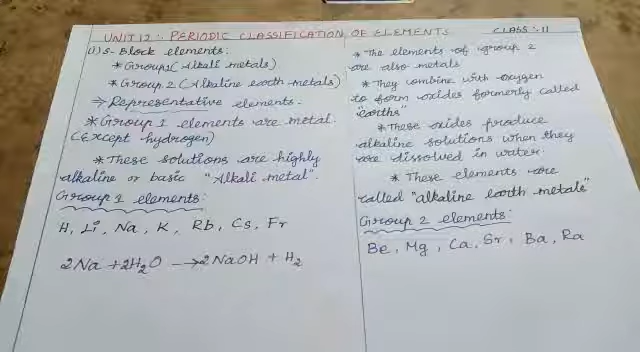 UNIT 12 :- PERIODIC CLASSIFICATION OF ELEMENTS CLASS :- 11
(1) S-Block elements:
* Group 1 (Alkali metals)
* Group 2 (Alkaline earth metals)
⇒ Representative elements.
* Group 1 elements are metal
(Except hydrogen)
* These solutions are highly
alkaline or basic "Alkali metal".
Group 1 elements:
H, Li, Na, K, Rb, Cs, Fr
2Na + 2H₂O → 2NaOH + H₂
* The elements of group 2
are also metals
* They combine with oxygen
to form oxides formerly called
"earths"
* These oxides produce
alkaline solutions when they
are dissolved in water.
* These elements are
called "alkaline earth metals"
Group 2 elements:
Be, Mg, Ca, Sr, Ba, Ra